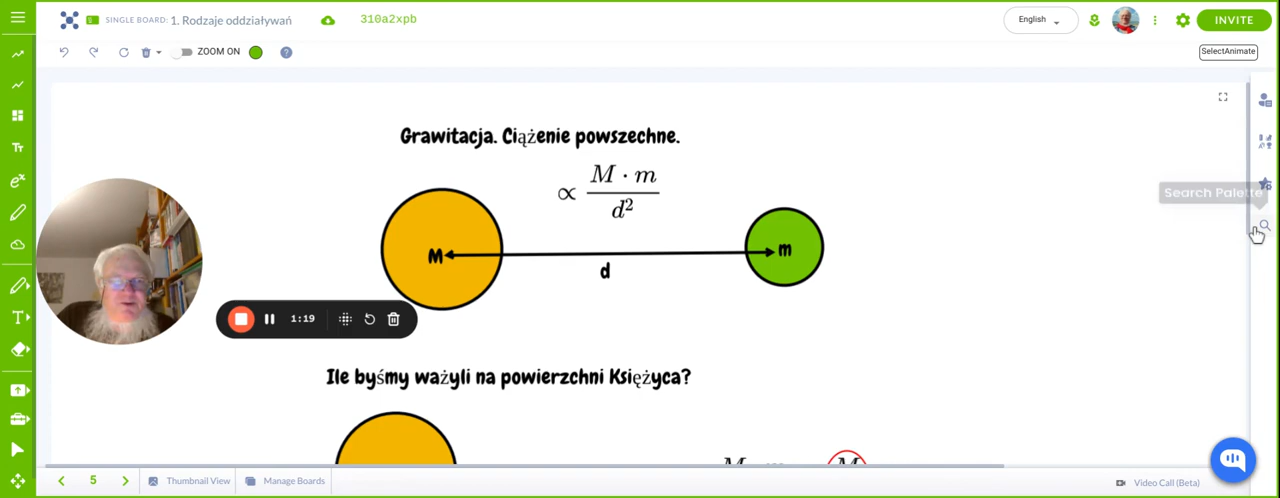 SINGLE BOARD: 1. Rodzaje oddziaływań
310a2xpb
English
INVITE
ZOOM ON
SelectAnimate
Grawitacja. Ciążenie powszechne.
∝ M · m / d²
M
m
d
Search Palette
1:19
Ile byśmy ważyli na powierzchni Księżyca?
5
Thumbnail View
Manage Boards
Video Call (Beta)